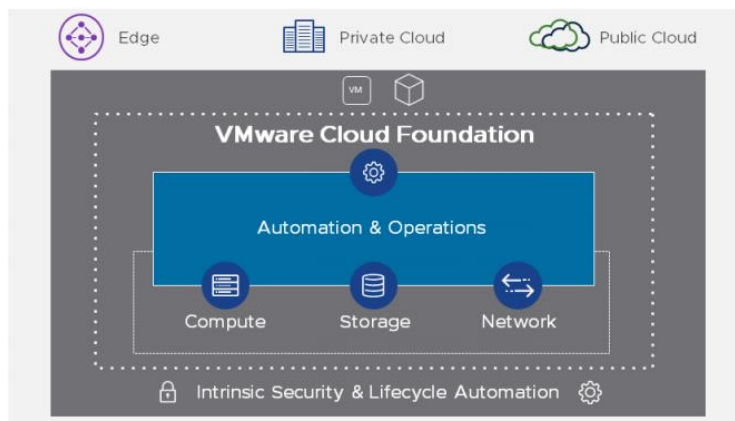 Edge
Private Cloud
Public Cloud
VM
VMware Cloud Foundation
Automation & Operations
Compute
Storage
Network
Intrinsic Security & Lifecycle Automation